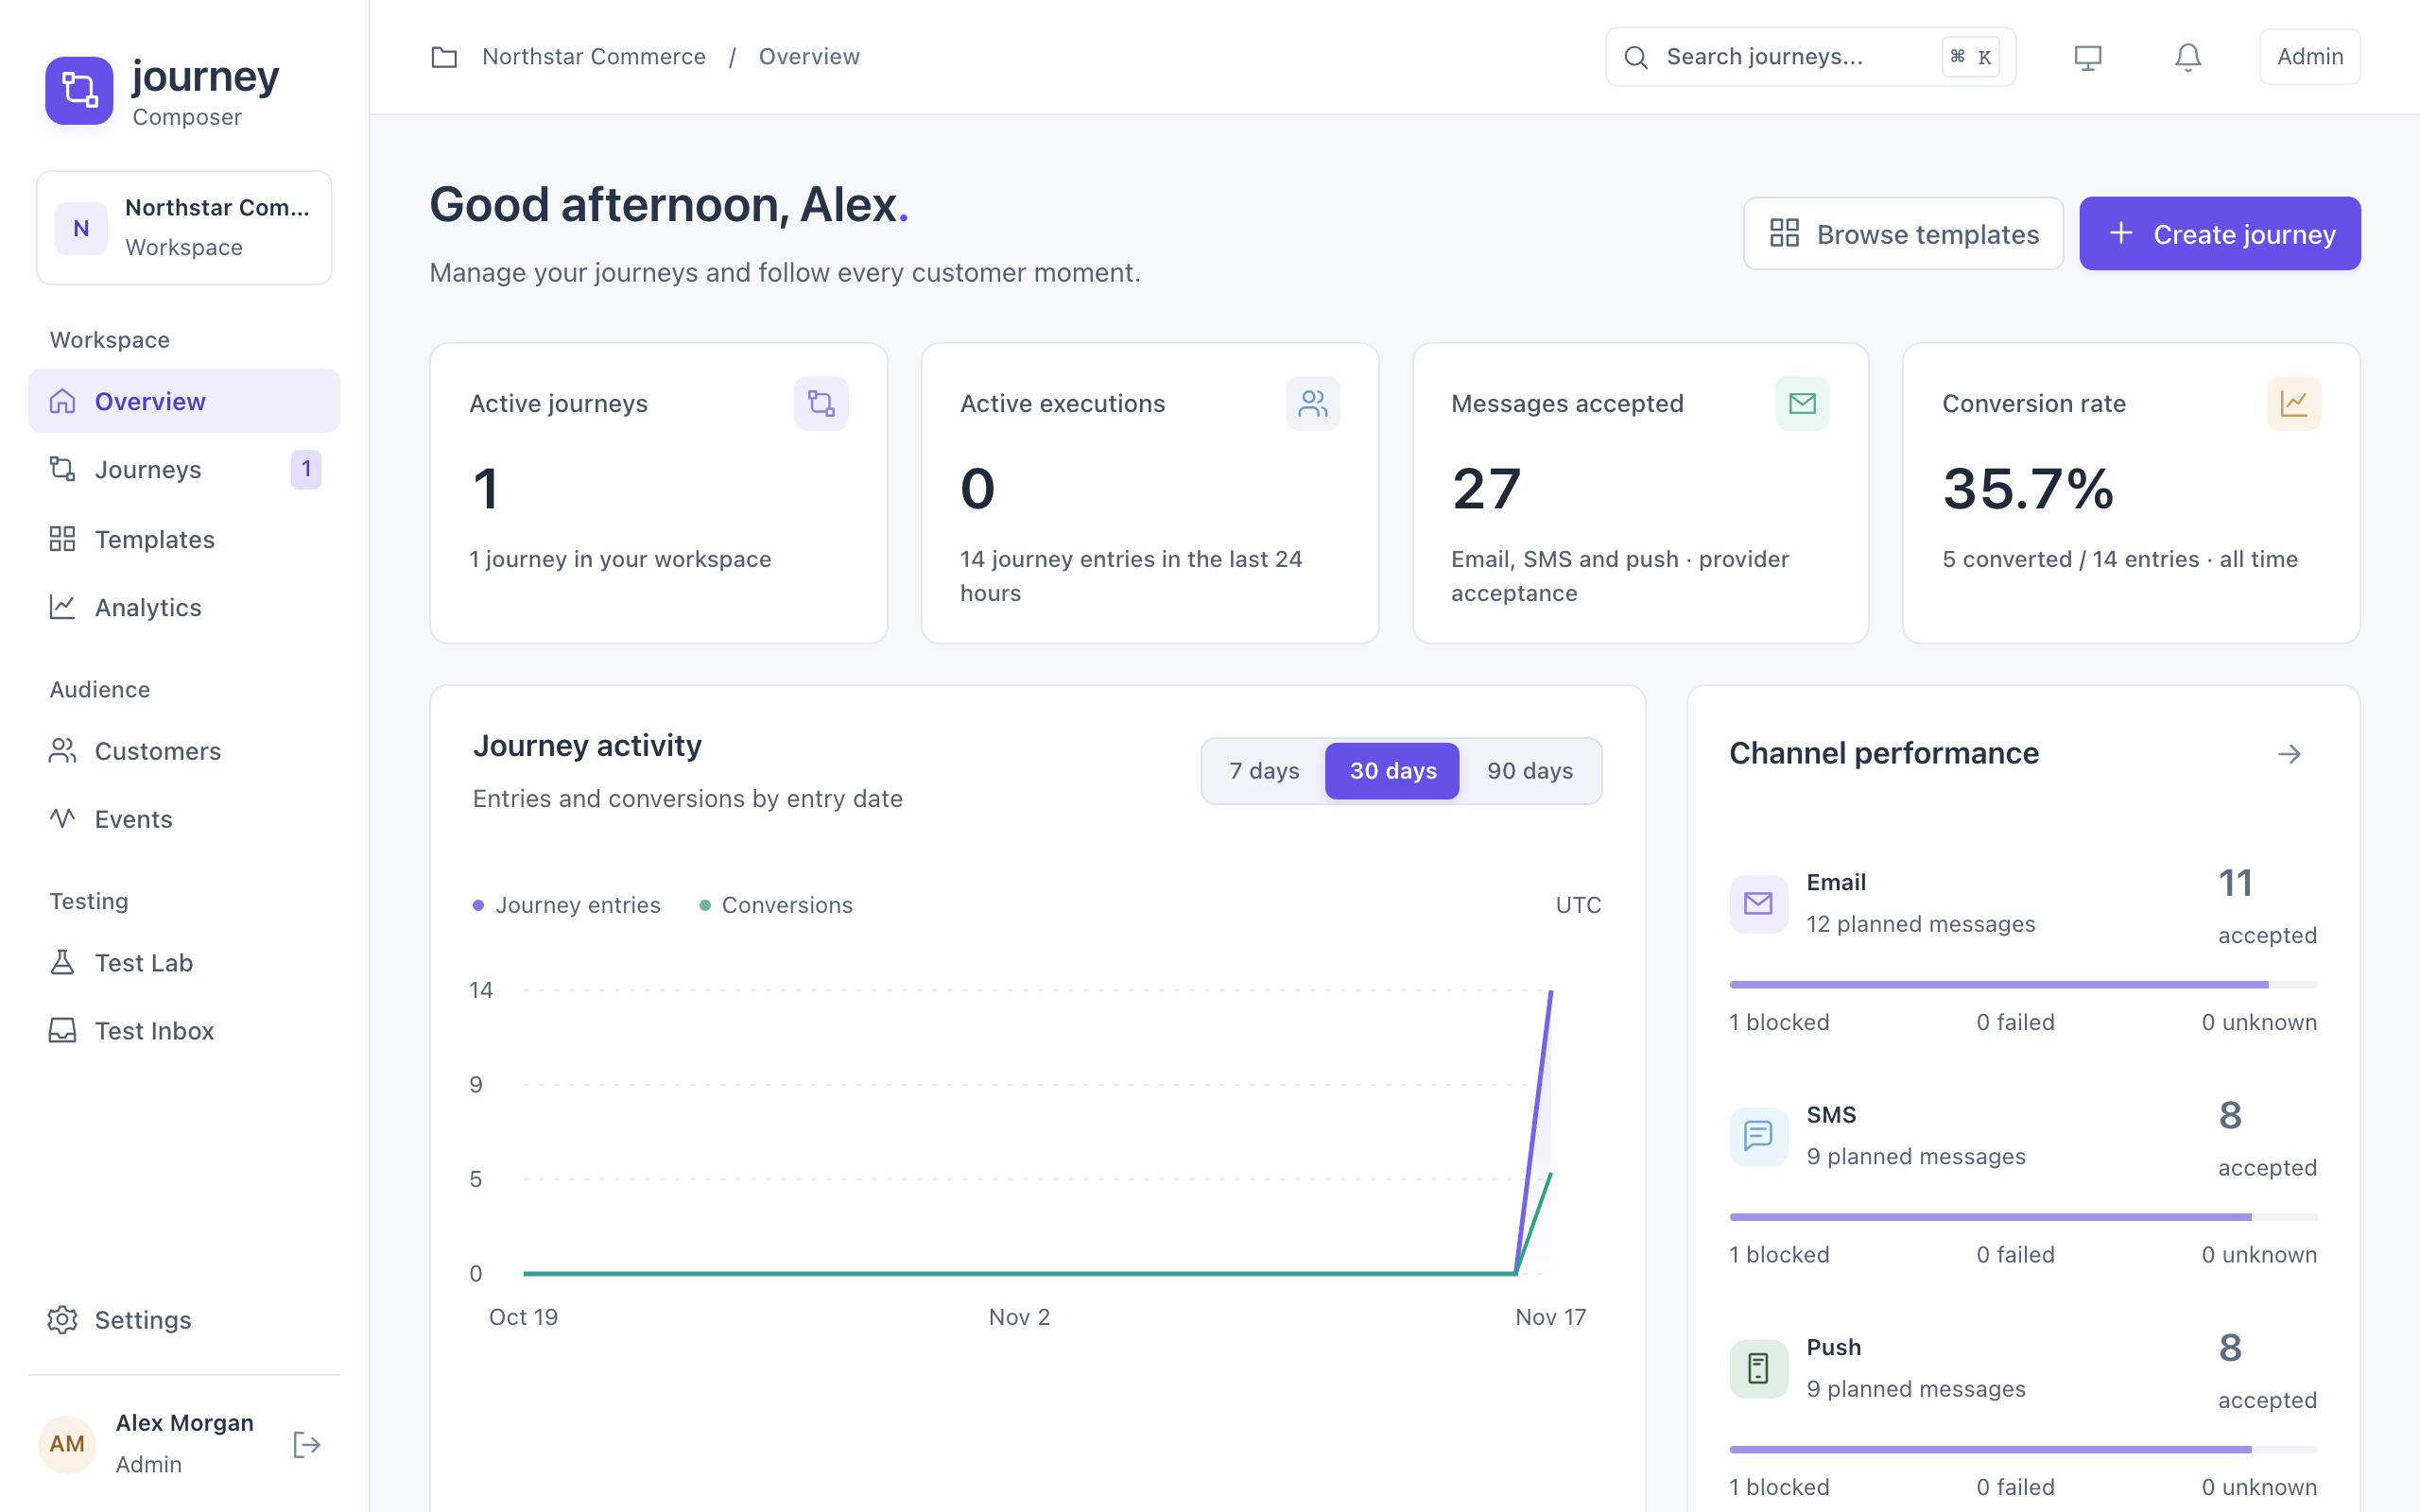 journey
Composer
N
Northstar Com...
Workspace
Workspace
Overview
Journeys
1
Templates
Analytics
Audience
Customers
Events
Testing
Test Lab
Test Inbox
Settings
AM
Alex Morgan
Admin
Northstar Commerce / Overview
Search journeys...
⌘ K
Admin
Good afternoon, Alex.
Manage your journeys and follow every customer moment.
Browse templates
Create journey
Active journeys
1
1 journey in your workspace
Active executions
0
14 journey entries in the last 24
hours
Messages accepted
27
Email, SMS and push · provider
acceptance
Conversion rate
35.7%
5 converted / 14 entries · all time
Journey activity
Entries and conversions by entry date
7 days
30 days
90 days
Journey entries
Conversions
UTC
14
9
5
0
Oct 19
Nov 2
Nov 17
Channel performance
Email
12 planned messages
11
accepted
1 blocked
0 failed
0 unknown
SMS
9 planned messages
8
accepted
1 blocked
0 failed
0 unknown
Push
9 planned messages
8
accepted
1 blocked
0 failed
0 unknown